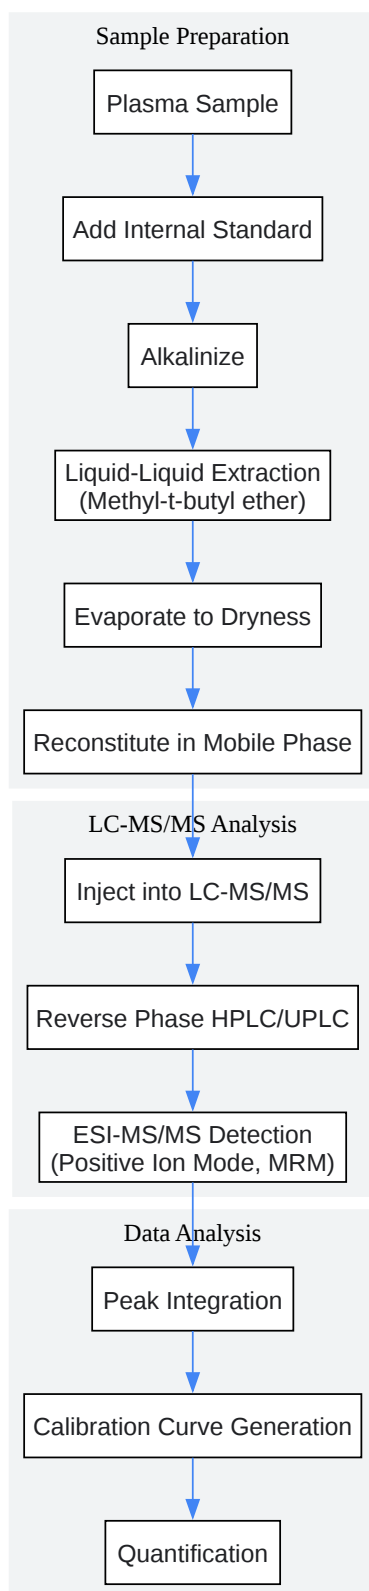 Sample Preparation
Plasma Sample
Add Internal Standard
Alkalinize
Liquid-Liquid Extraction
(Methyl-t-butyl ether)
Evaporate to Dryness
Reconstitute in Mobile Phase
LC-MS/MS Analysis
Inject into LC-MS/MS
Reverse Phase HPLC/UPLC
ESI-MS/MS Detection
(Positive Ion Mode, MRM)
Data Analysis
Peak Integration
Calibration Curve Generation
Quantification